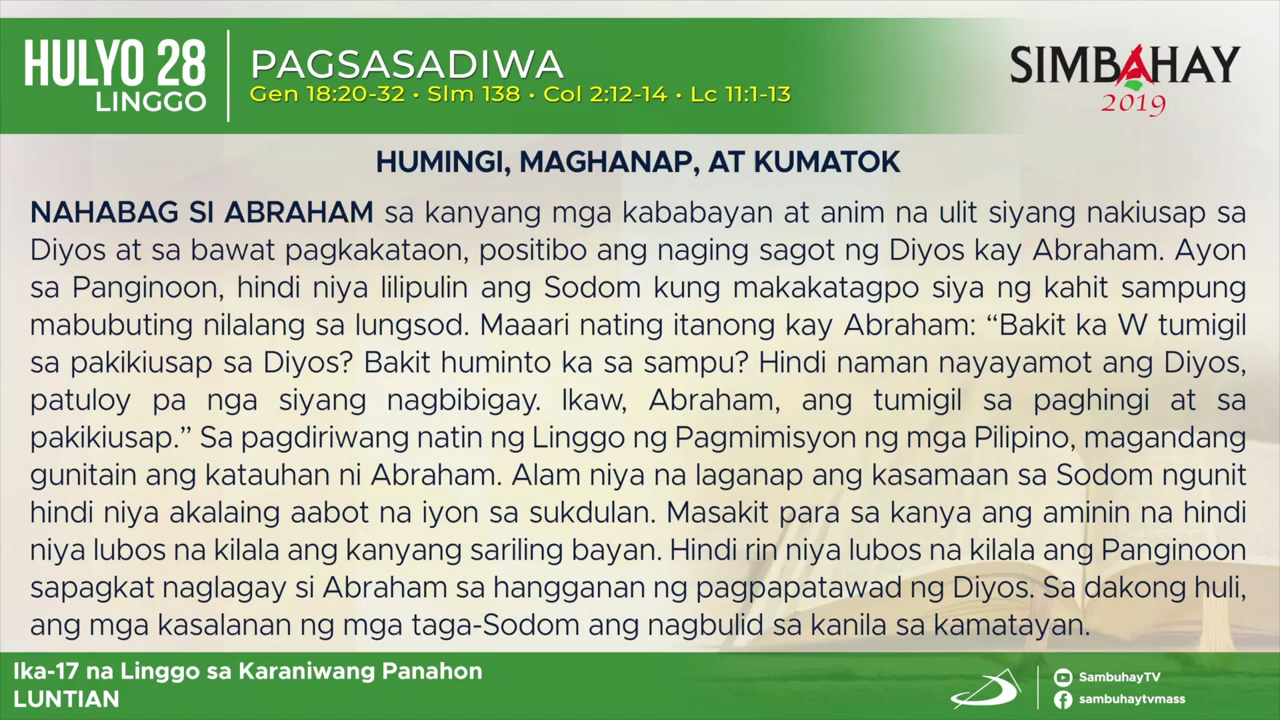 HULYO 28
LINGGO
PAGSASADIWA
Gen 18:20-32 • Slm 138 • Col 2:12-14 • Lc 11:1-13
SIMBAHAY
2019
HUMINGI, MAGHANAP, AT KUMATOK
NAHABAG SI ABRAHAM sa kanyang mga kababayan at anim na ulit siyang nakiusap sa
Diyos at sa bawat pagkakataon, positibo ang naging sagot ng Diyos kay Abraham. Ayon
sa Panginoon, hindi niya lilipulin ang Sodom kung makakatagpo siya ng kahit sampung
mabubuting nilalang sa lungsod. Maaari nating itanong kay Abraham: “Bakit ka W tumigil
sa pakikiusap sa Diyos? Bakit huminto ka sa sampu? Hindi naman nayayamot ang Diyos,
patuloy pa nga siyang nagbibigay. Ikaw, Abraham, ang tumigil sa paghingi at sa
pakikiusap.” Sa pagdiriwang natin ng Linggo ng Pagmimisyon ng mga Pilipino, magandang
gunitain ang katauhan ni Abraham. Alam niya na laganap ang kasamaan sa Sodom ngunit
hindi niya akalaing aabot na iyon sa sukdulan. Masakit para sa kanya ang aminin na hindi
niya lubos na kilala ang kanyang sariling bayan. Hindi rin niya lubos na kilala ang Panginoon
sapagkat naglagay si Abraham sa hangganan ng pagpapatawad ng Diyos. Sa dakong huli,
ang mga kasalanan ng mga taga-Sodom ang nagbulid sa kanila sa kamatayan.
Ika-17 na Linggo sa Karaniwang Panahon
LUNTIAN
SambuhayTV
sambuhaytvmass